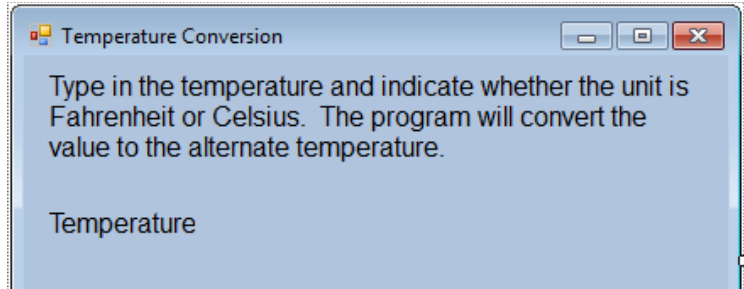 Temperature Conversion
Type in the temperature and indicate whether the unit is
Fahrenheit or Celsius.  The program will convert the
value to the alternate temperature.
Temperature